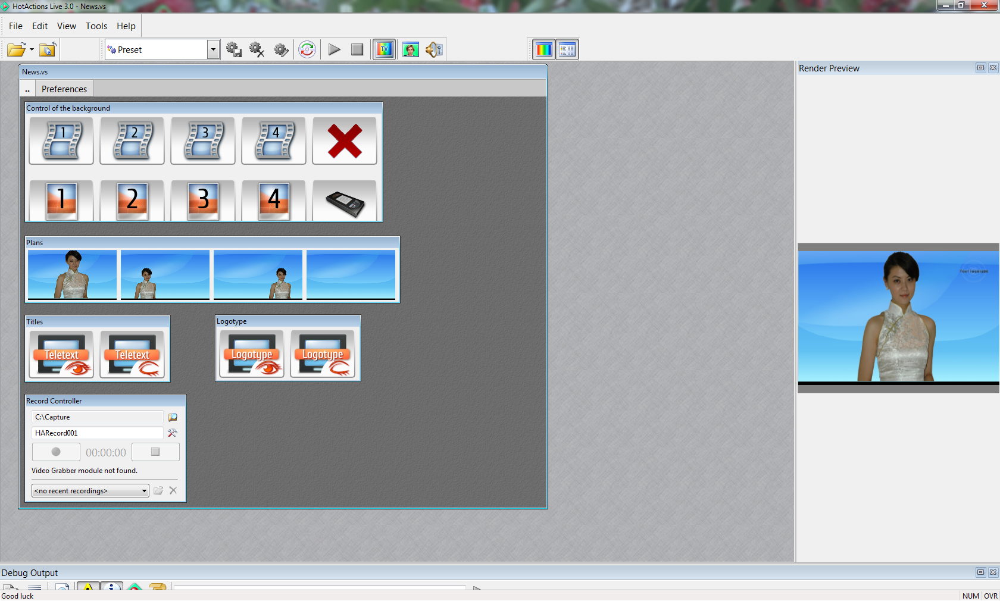 HotActions Live 3.0 - News.vs
File Edit View Tools Help
Preset
TV
News.vs
.. Preferences
Control of the background
1 2 3 4
1 2 3 4
Plans
Titles
Teletext Teletext
Logotype
Logotype Logotype
Record Controller
C:\Capture
HARecord001
00:00:00
Video Grabber module not found.
<no recent recordings>
Render Preview
Your logotype
Debug Output
Good luck
NUM OVR